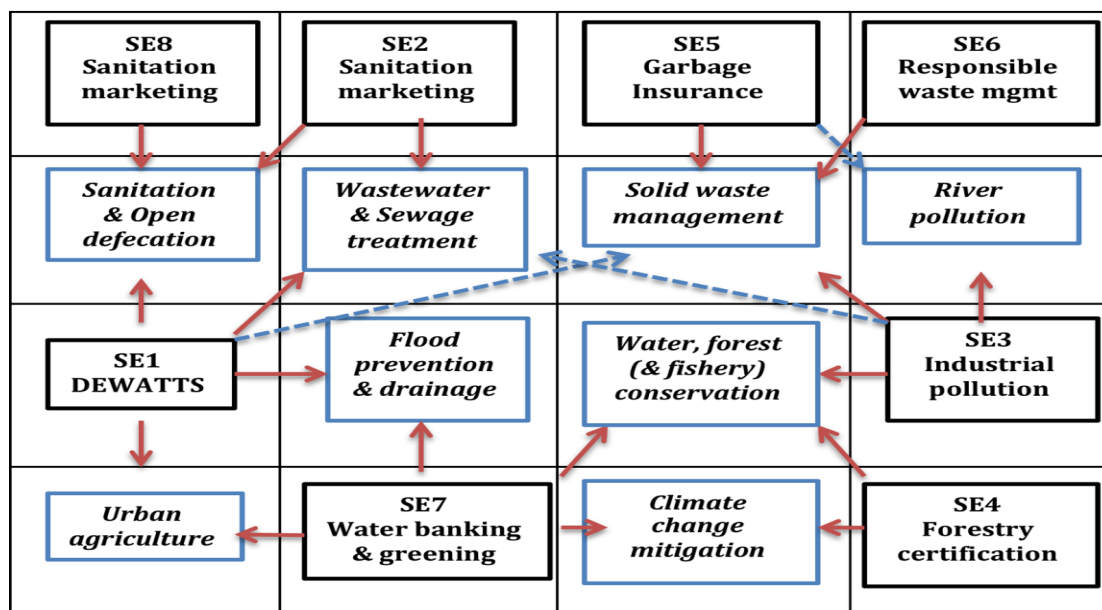 SE8
Sanitation
marketing
SE2
Sanitation
marketing
SE5
Garbage
Insurance
SE6
Responsible
waste mgmt
Sanitation
& Open
defecation
Wastewater
& Sewage
treatment
Solid waste
management
River
pollution
SE1
DEWATTS
Flood
prevention
& drainage
Water, forest
(& fishery)
conservation
SE3
Industrial
pollution
Urban
agriculture
SE7
Water banking
& greening
Climate
change
mitigation
SE4
Forestry
certification